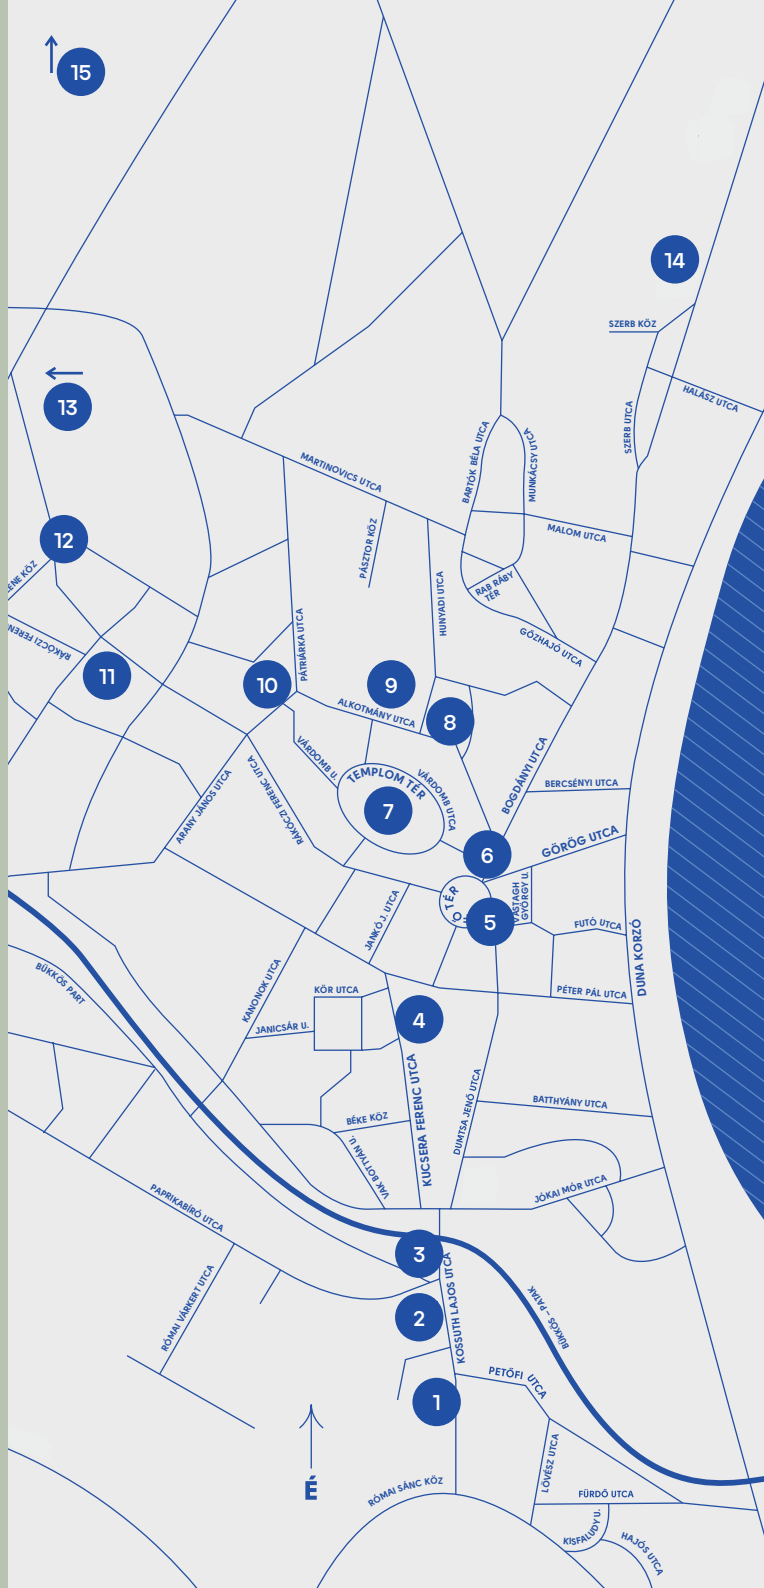 15
14
SZERB KÖZ
13
HALÁSZ UTCA
SZERB UTCA
BARTÓK BÉLA UTCA
MUNKÁCSY UTCA
MARTINOVICS UTCA
12
PÁSZTOR KÖZ
MALOM UTCA
RAB RÁBY
TÉR
HUNYADI UTCA
PÁTRIÁRKA UTCA
GŐZHAJÓ UTCA
11
10
9
ALKOTMÁNY UTCA
8
VÁRDOMB U.
TEMPLOM TÉR
VÁRDOMB UTCA
BOGDÁNYI UTCA
BERCSÉNYI UTCA
ARANY JÁNOS UTCA
RÁKÓCZI FERENC UTCA
7
6
GÖRÖG UTCA
VASTAGH
GYÖRGY U.
TÉR
5
FUTÓ UTCA
JANKÓ J. UTCA
DUNA KORZÓ
BÜKKÖS PART
KANONOK UTCA
KÖR UTCA
PÉTER PÁL UTCA
JANICSÁR U.
4
KUCSERA FERENC UTCA
DUMTSA JENŐ UTCA
BATTHYÁNY UTCA
BÉKE KÖZ
VAK BOTTYÁN U.
JÓKAI MÓR UTCA
PAPRIKABÍRÓ UTCA
3
KOSSUTH LAJOS UTCA
RÓMAI VÁRKERT UTCA
2
BÜKKÖS – PATAK
PETŐFI UTCA
1
É
RÓMAI SÁNC KÖZ
LÖVÉSZ UTCA
FÜRDŐ UTCA
KISFALUDY U.
HAJÓS UTCA